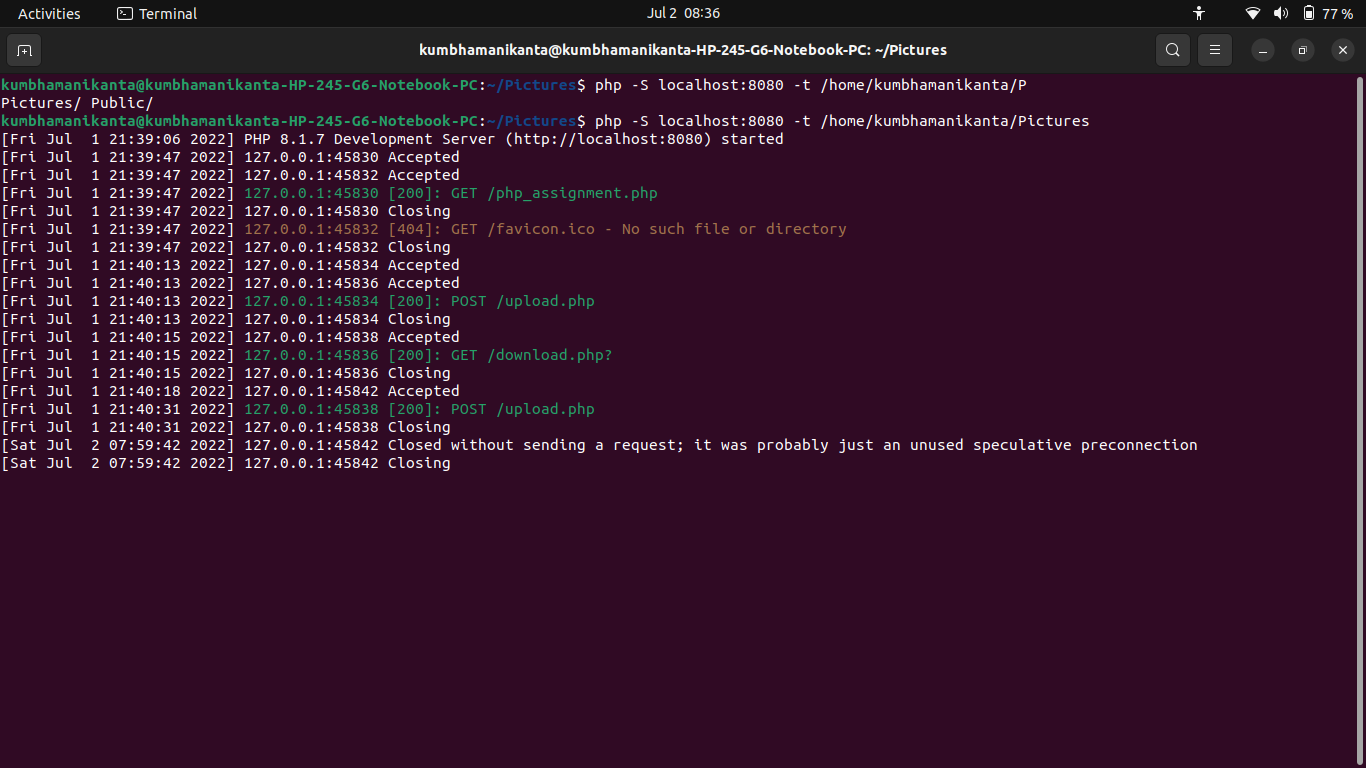 Activities Terminal Jul 2 08:36 77 %
kumbhamanikanta@kumbhamanikanta-HP-245-G6-Notebook-PC: ~/Pictures
kumbhamanikanta@kumbhamanikanta-HP-245-G6-Notebook-PC:~/Pictures$ php -S localhost:8080 -t /home/kumbhamanikanta/P
Pictures/ Public/
kumbhamanikanta@kumbhamanikanta-HP-245-G6-Notebook-PC:~/Pictures$ php -S localhost:8080 -t /home/kumbhamanikanta/Pictures
[Fri Jul  1 21:39:06 2022] PHP 8.1.7 Development Server (http://localhost:8080) started
[Fri Jul  1 21:39:47 2022] 127.0.0.1:45830 Accepted
[Fri Jul  1 21:39:47 2022] 127.0.0.1:45832 Accepted
[Fri Jul  1 21:39:47 2022] 127.0.0.1:45830 [200]: GET /php_assignment.php
[Fri Jul  1 21:39:47 2022] 127.0.0.1:45830 Closing
[Fri Jul  1 21:39:47 2022] 127.0.0.1:45832 [404]: GET /favicon.ico - No such file or directory
[Fri Jul  1 21:39:47 2022] 127.0.0.1:45832 Closing
[Fri Jul  1 21:40:13 2022] 127.0.0.1:45834 Accepted
[Fri Jul  1 21:40:13 2022] 127.0.0.1:45836 Accepted
[Fri Jul  1 21:40:13 2022] 127.0.0.1:45834 [200]: POST /upload.php
[Fri Jul  1 21:40:13 2022] 127.0.0.1:45834 Closing
[Fri Jul  1 21:40:15 2022] 127.0.0.1:45838 Accepted
[Fri Jul  1 21:40:15 2022] 127.0.0.1:45836 [200]: GET /download.php?
[Fri Jul  1 21:40:15 2022] 127.0.0.1:45836 Closing
[Fri Jul  1 21:40:18 2022] 127.0.0.1:45842 Accepted
[Fri Jul  1 21:40:31 2022] 127.0.0.1:45838 [200]: POST /upload.php
[Fri Jul  1 21:40:31 2022] 127.0.0.1:45838 Closing
[Sat Jul  2 07:59:42 2022] 127.0.0.1:45842 Closed without sending a request; it was probably just an unused speculative preconnection
[Sat Jul  2 07:59:42 2022] 127.0.0.1:45842 Closing